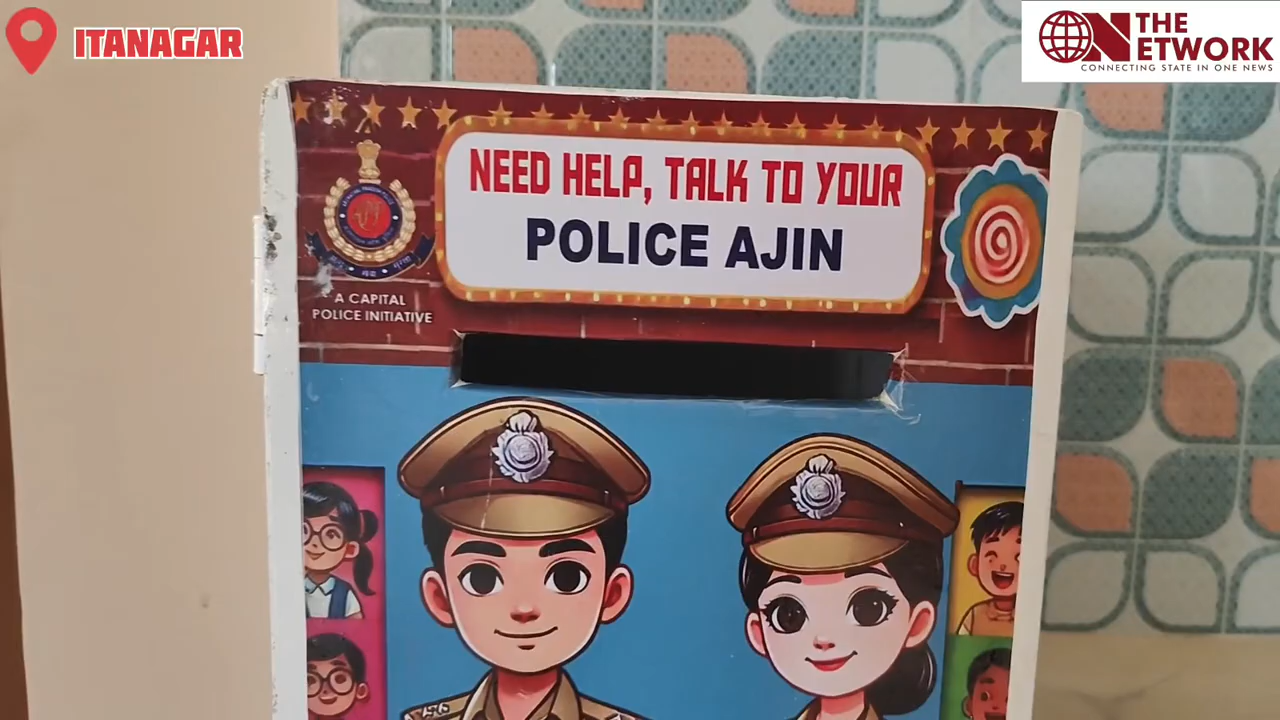 ITANAGAR
THE
NETWORK
CONNECTING STATE IN ONE NEWS
NEED HELP, TALK TO YOUR
POLICE AJIN
A CAPITAL
POLICE INITIATIVE